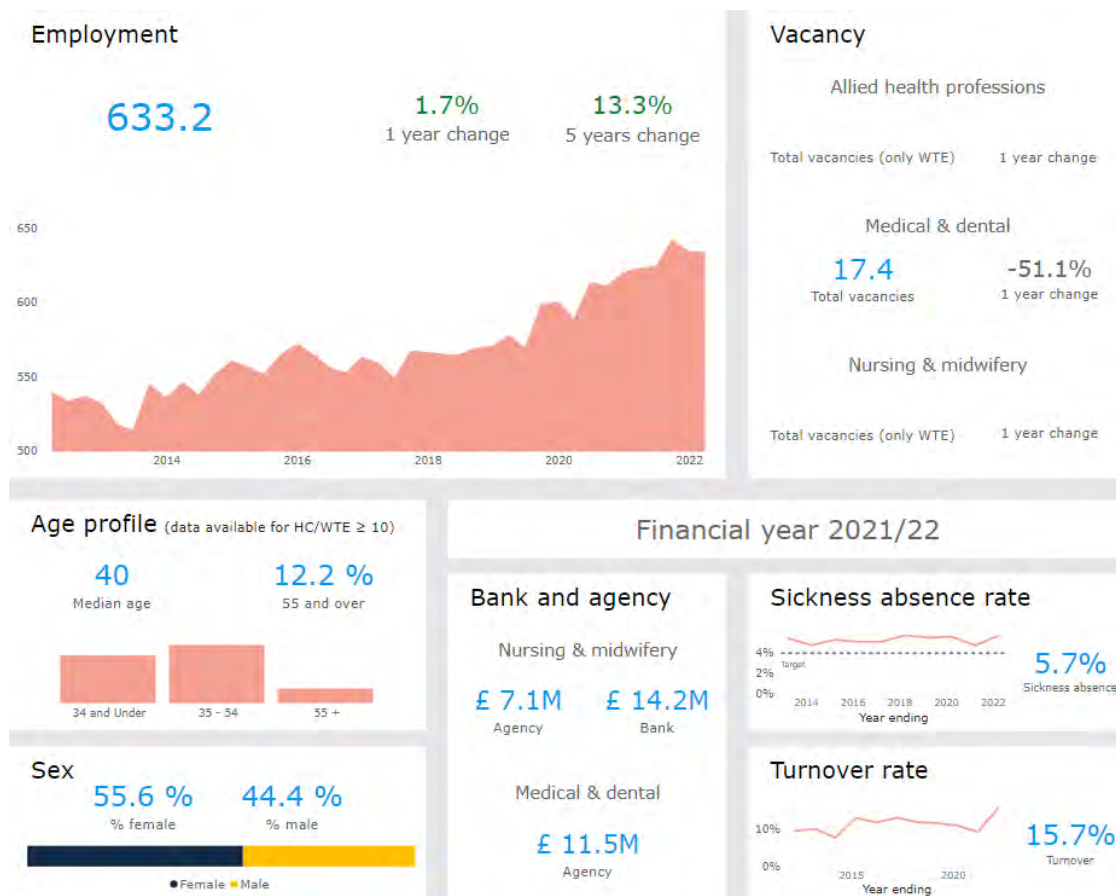 Employment
633.2
1.7%
1 year change
13.3%
5 years change
650
600
550
500
2014 2016 2018 2020 2022
Vacancy
Allied health professions
Total vacancies (only WTE) 1 year change
Medical & dental
17.4
Total vacancies
-51.1%
1 year change
Nursing & midwifery
Total vacancies (only WTE) 1 year change
Age profile (data available for HC/WTE ≥ 10)
40
Median age
12.2 %
55 and over
34 and Under 35 - 54 55 +
Sex
55.6 %
% female
44.4 %
% male
Female Male
Financial year 2021/22
Bank and agency
Nursing & midwifery
£ 7.1M
Agency
£ 14.2M
Bank
Medical & dental
£ 11.5M
Agency
Sickness absence rate
4%
Target
2%
0%
2014 2016 2018 2020 2022
Year ending
5.7%
Sickness absence
Turnover rate
10%
0%
2015 2020
Year ending
15.7%
Turnover